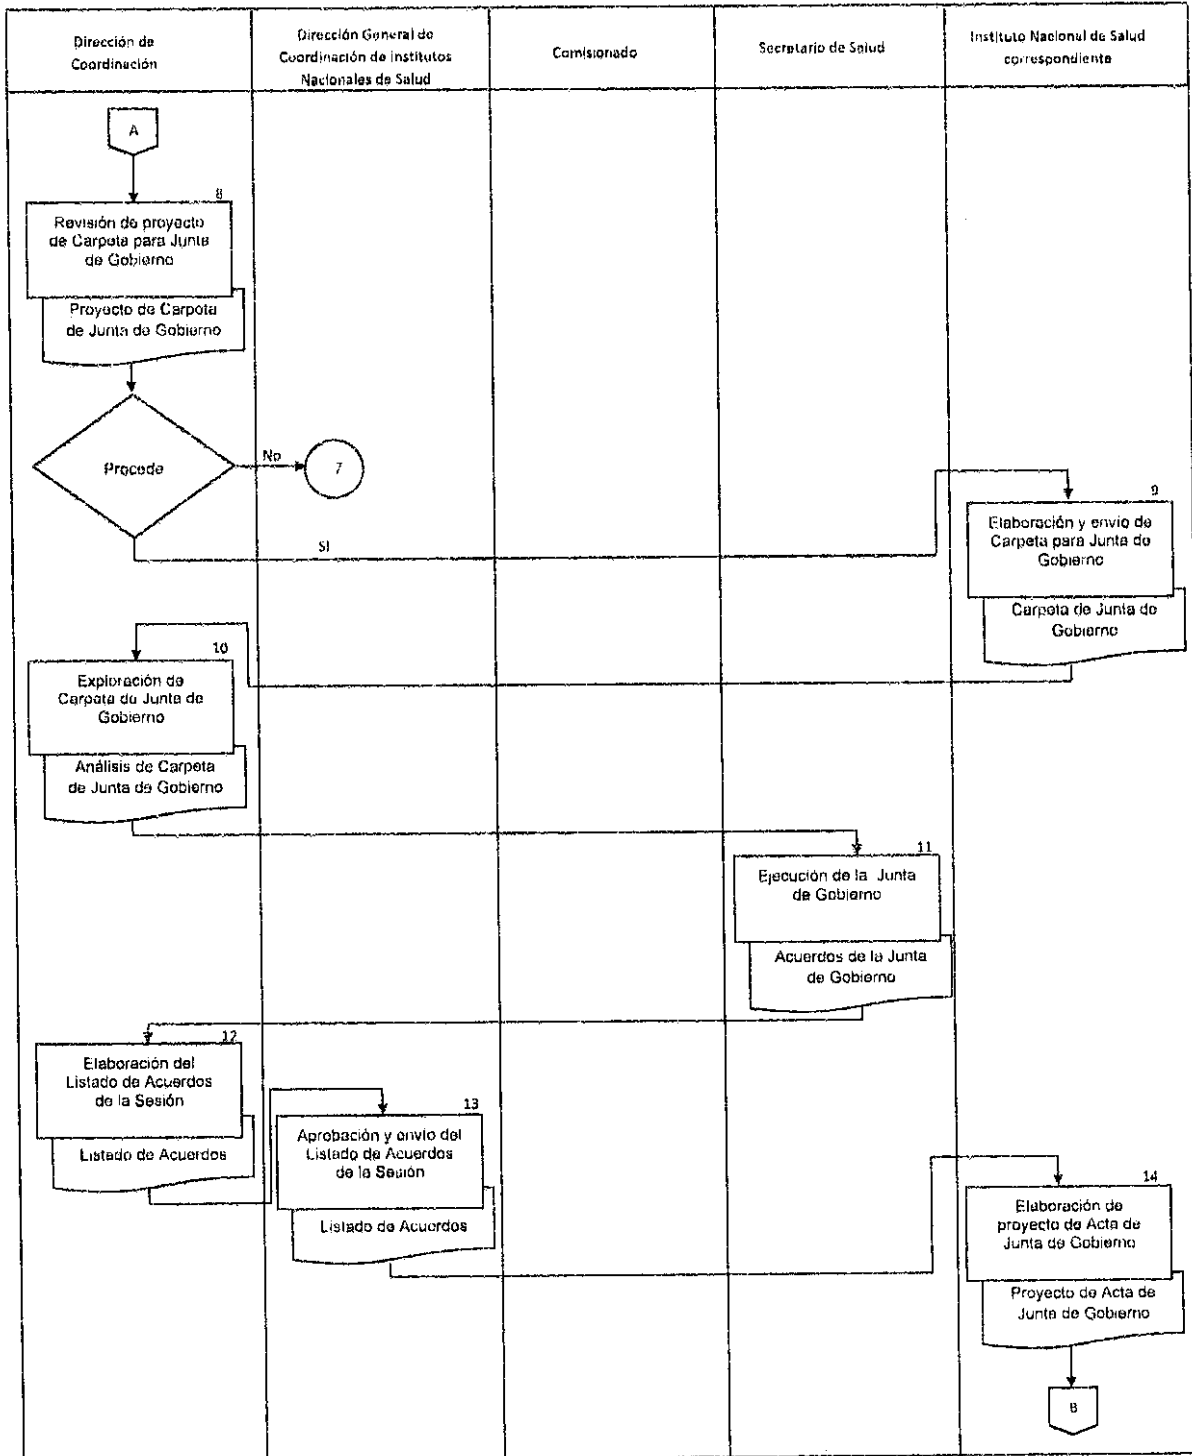 Dirección de
Coordinación
Dirección General de
Coordinación de Institutos
Nacionales de Salud
Comisionado
Secretario de Salud
Instituto Nacional de Salud
correspondiente
A
8
Revisión de proyecto
de Carpeta para Junta
de Gobierno
Proyecto de Carpeta
de Junta de Gobierno
Procede
No
7
SI
9
Elaboración y envio de
Carpeta para Junta de
Gobierno
Carpeta de Junta de
Gobierno
10
Exploración de
Carpeta de Junta de
Gobierno
Análisis de Carpeta
de Junta de Gobierno
11
Ejecución de la Junta
de Gobierno
Acuerdos de la Junta
de Gobierno
12
Elaboración del
Listado de Acuerdos
de la Sesión
Listado de Acuerdos
13
Aprobación y envio del
Listado de Acuerdos
de la Sesión
Listado de Acuerdos
14
Elaboración de
proyecto de Acta de
Junta de Gobierno
Proyecto de Acta de
Junta de Gobierno
B